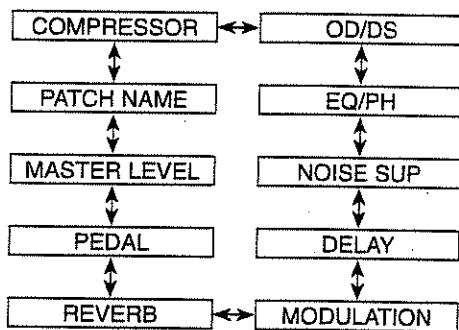 COMPRESSOR
OD/DS
PATCH NAME
EQ/PH
MASTER LEVEL
NOISE SUP
PEDAL
DELAY
REVERB
MODULATION